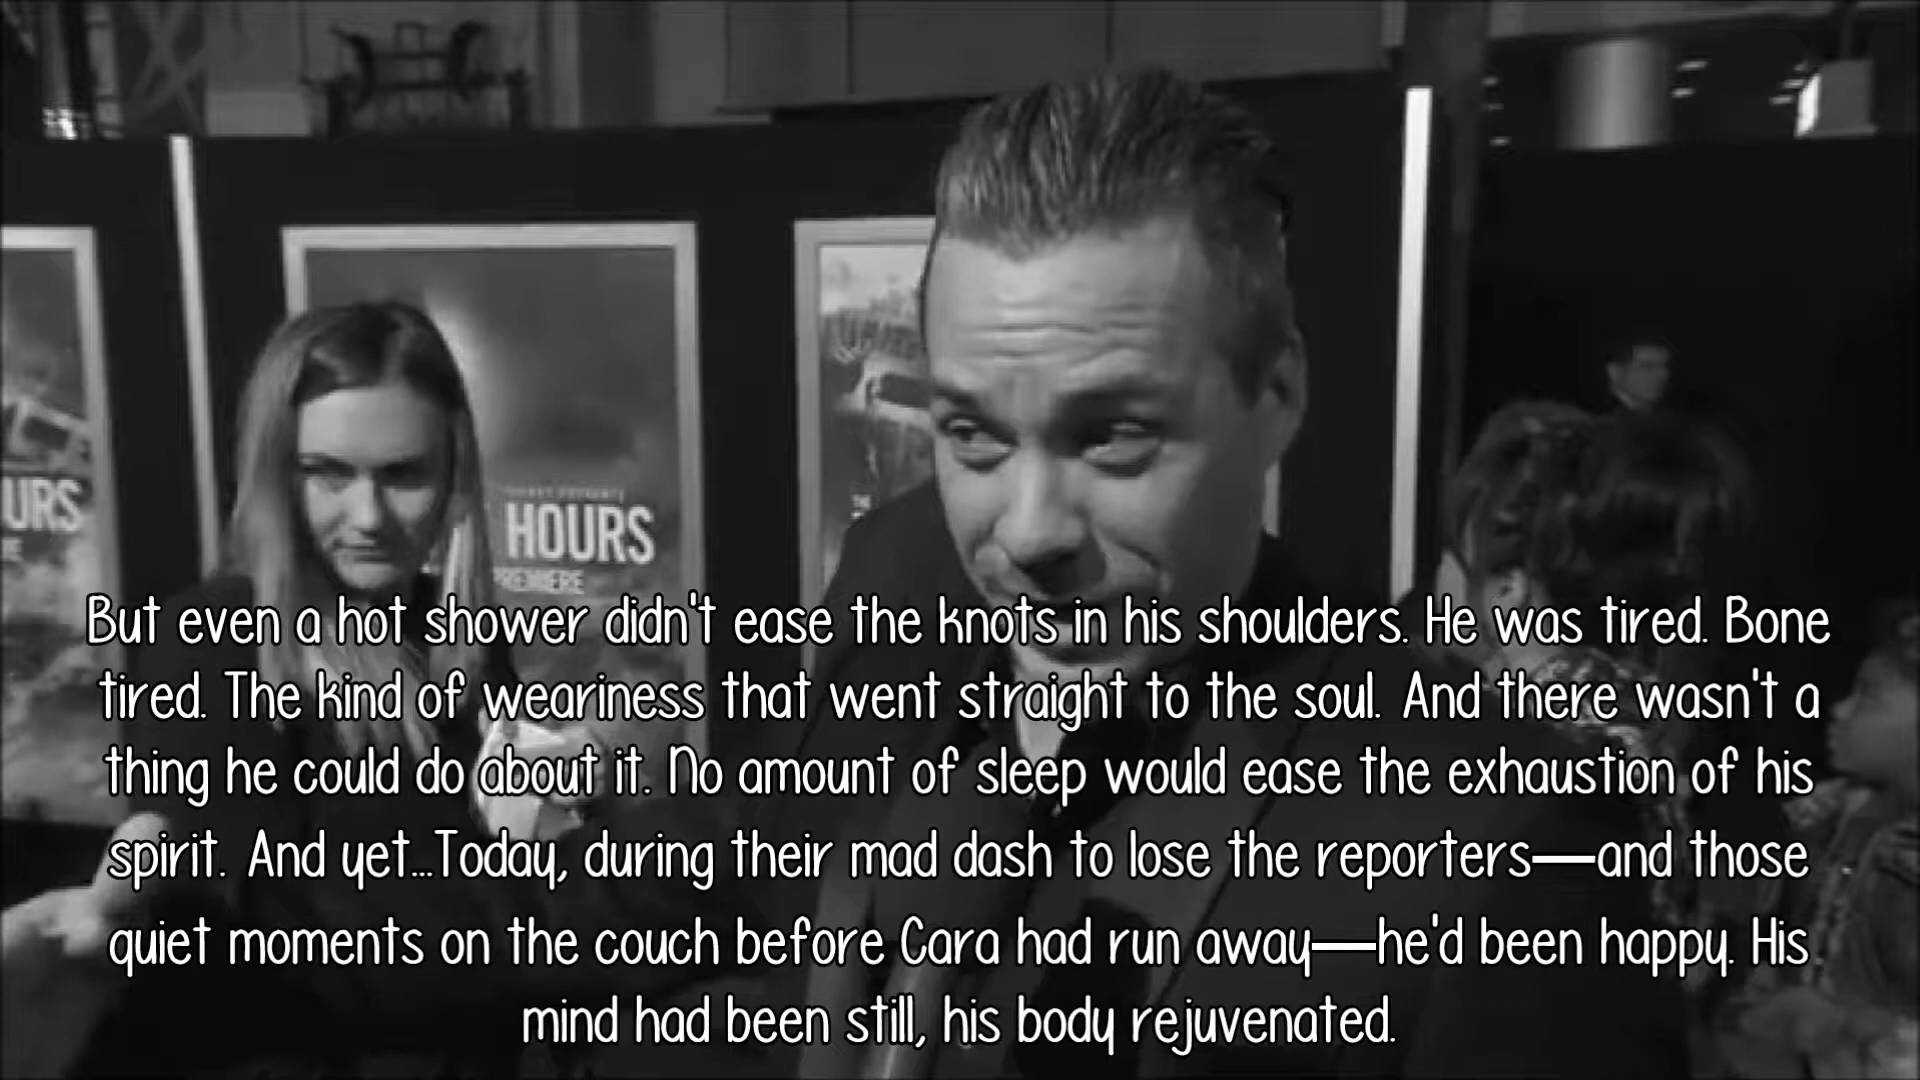 URS
HOURS
PREMIERE
But even a hot shower didn't ease the knots in his shoulders. He was tired. Bone
tired. The kind of weariness that went straight to the soul. And there wasn't a
thing he could do about it. No amount of sleep would ease the exhaustion of his
spirit. And yet...Today, during their mad dash to lose the reporters—and those
quiet moments on the couch before Cara had run away—he'd been happy. His
mind had been still, his body rejuvenated.